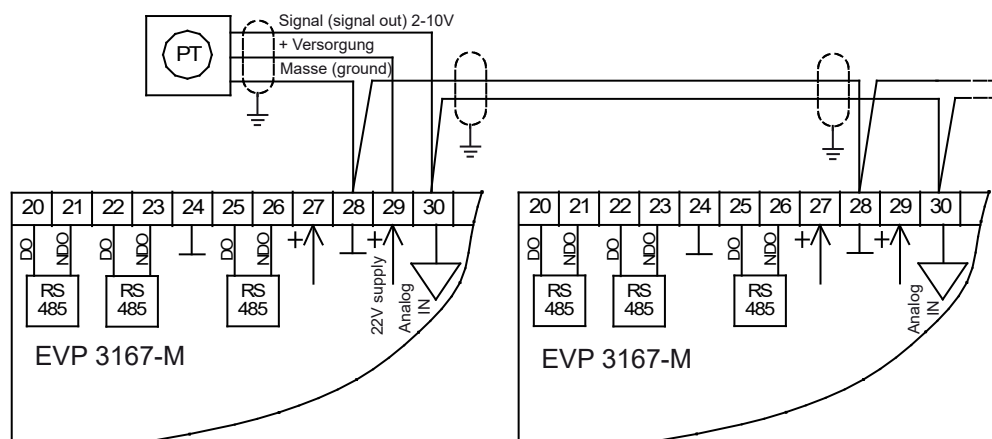 PT
Signal (signal out) 2-10V
+ Versorgung
Masse (ground)
20 21 22 23 24 25 26 27 28 29 30
DO NDO DO NDO DO NDO + +
RS 485
RS 485
RS 485
22V supply
Analog IN
EVP 3167-M
20 21 22 23 24 25 26 27 28 29 30
DO NDO DO NDO DO NDO + +
RS 485
RS 485
RS 485
Analog IN
EVP 3167-M